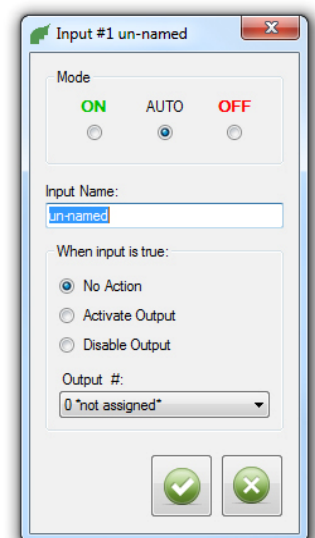 Input #1 un-named
Mode
ON AUTO OFF
Input Name:
un-named
When input is true:
No Action
Activate Output
Disable Output
Output #:
0 *not assigned*